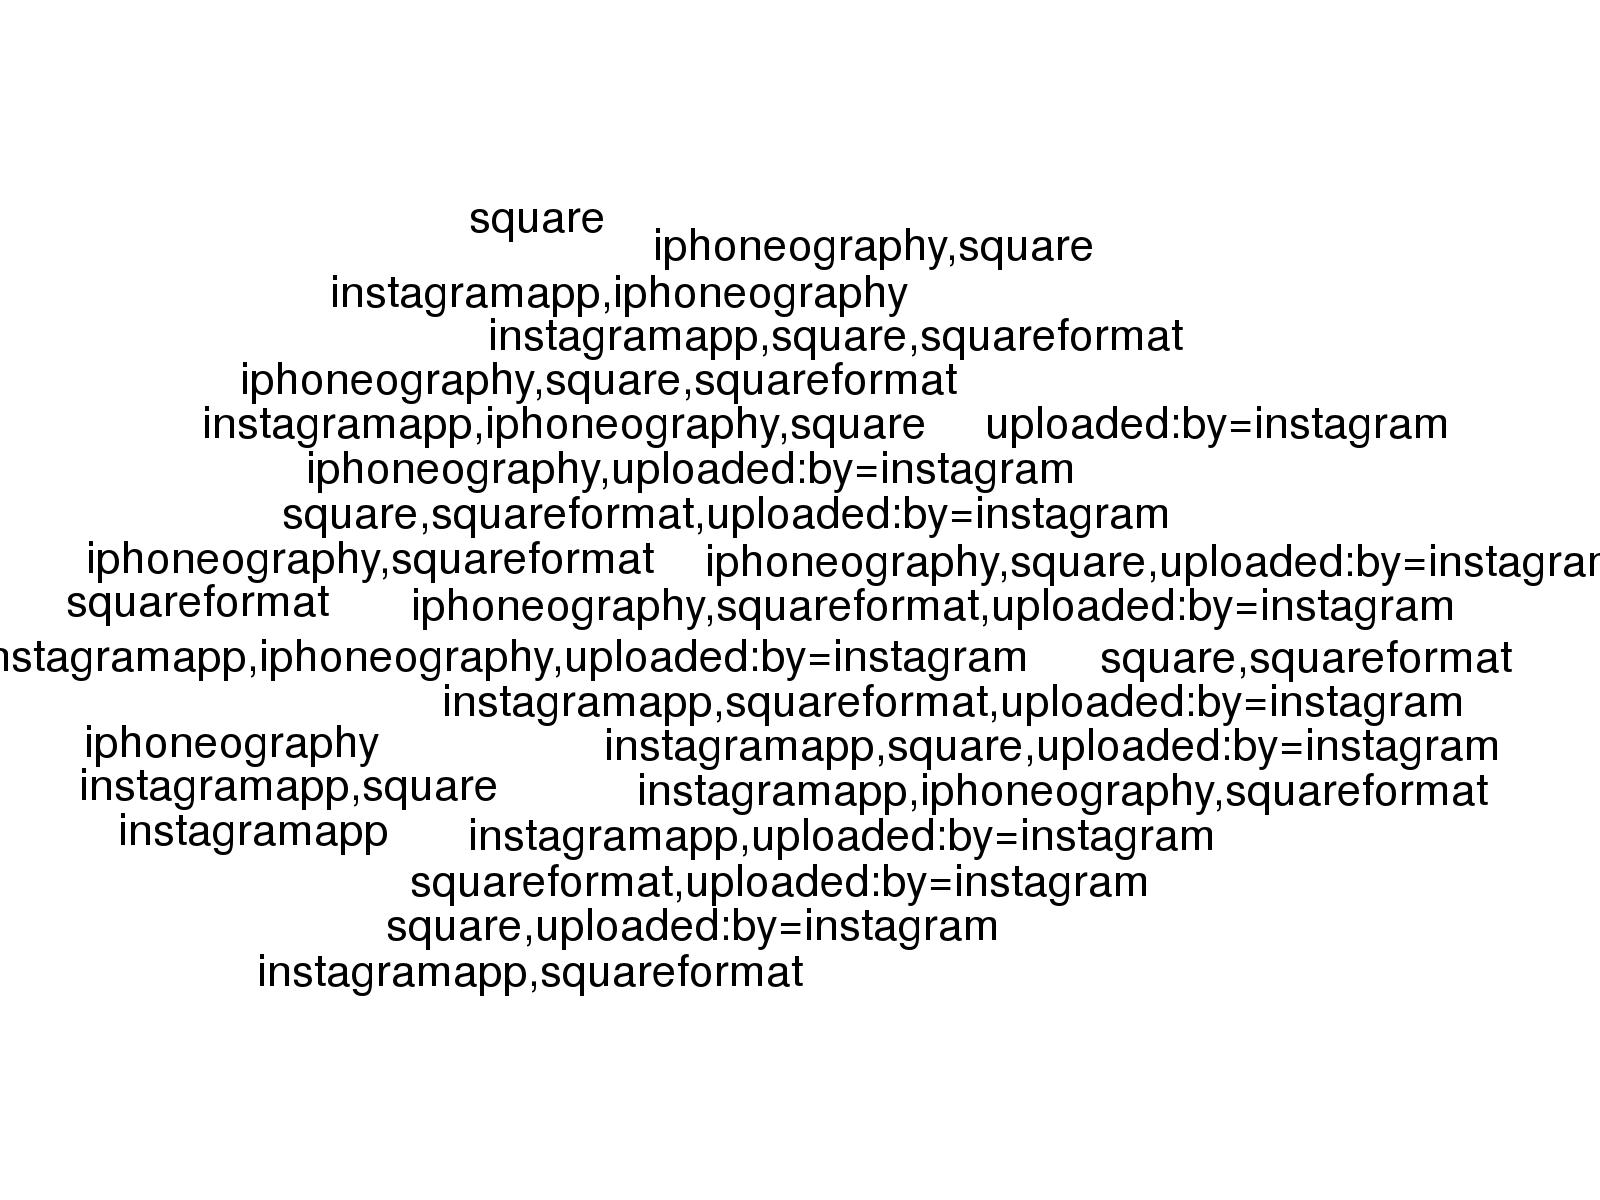 square
iphoneography,square
instagramapp,iphoneography
instagramapp,square,squareformat
iphoneography,square,squareformat
instagramapp,iphoneography,square
uploaded:by=instagram
iphoneography,uploaded:by=instagram
square,squareformat,uploaded:by=instagram
iphoneography,squareformat
iphoneography,square,uploaded:by=instagra
squareformat
iphoneography,squareformat,uploaded:by=instagram
nstagramapp,iphoneography,uploaded:by=instagram
square,squareformat
instagramapp,squareformat,uploaded:by=instagram
iphoneography
instagramapp,square,uploaded:by=instagram
instagramapp,square
instagramapp,iphoneography,squareformat
instagramapp
instagramapp,uploaded:by=instagram
squareformat,uploaded:by=instagram
square,uploaded:by=instagram
instagramapp,squareformat